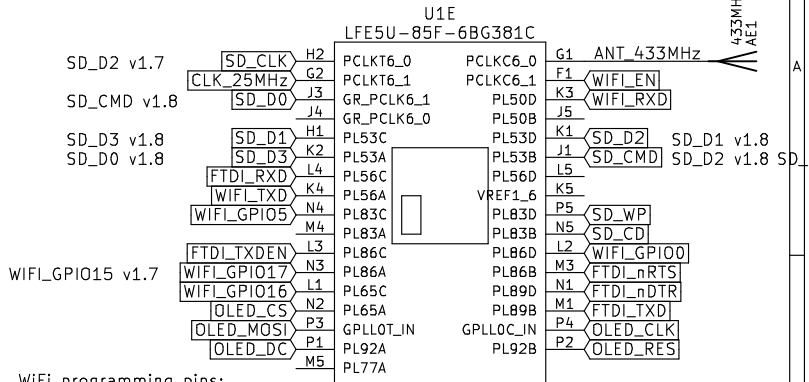 U1E
LFE5U-85F-6BG381C
433MH
AE1
A
SD_D2 v1.7 SD_CLK H2 PCLKT6_0 PCLKC6_0 G1 ANT_433MHz
CLK_25MHz G2 PCLKT6_1 PCLKC6_1 F1 WIFI_EN
SD_CMD v1.8 SD_D0 J3 GR_PCLK6_1 PL50D K3 WIFI_RXD
J4 GR_PCLK6_0 PL50B J5
SD_D3 v1.8 SD_D1 H1 PL53C PL53D K1 SD_D2 SD_D1 v1.8
SD_D0 v1.8 SD_D3 K2 PL53A PL53B J1 SD_CMD SD_D2 v1.8 SD_
FTDI_RXD L4 PL56C PL56D L5
WIFI_TXD K4 PL56A VREF1_6 K5
WIFI_GPIO5 N4 PL83C PL83D P5 SD_WP
M4 PL83A PL83B N5 SD_CD
FTDI_TXDEN L3 PL86C PL86D L2 WIFI_GPIO0
WIFI_GPIO15 v1.7 WIFI_GPIO17 N3 PL86A PL86B M3 FTDI_nRTS
WIFI_GPIO16 L1 PL65C PL89D N1 FTDI_nDTR
OLED_CS N2 PL65A PL89B M1 FTDI_TXD
OLED_MOSI P3 GPLL0T_IN GPLL0C_IN P4 OLED_CLK
OLED_DC P1 PL92A PL92B P2 OLED_RES
M5 PL77A
WiFi programming pins: